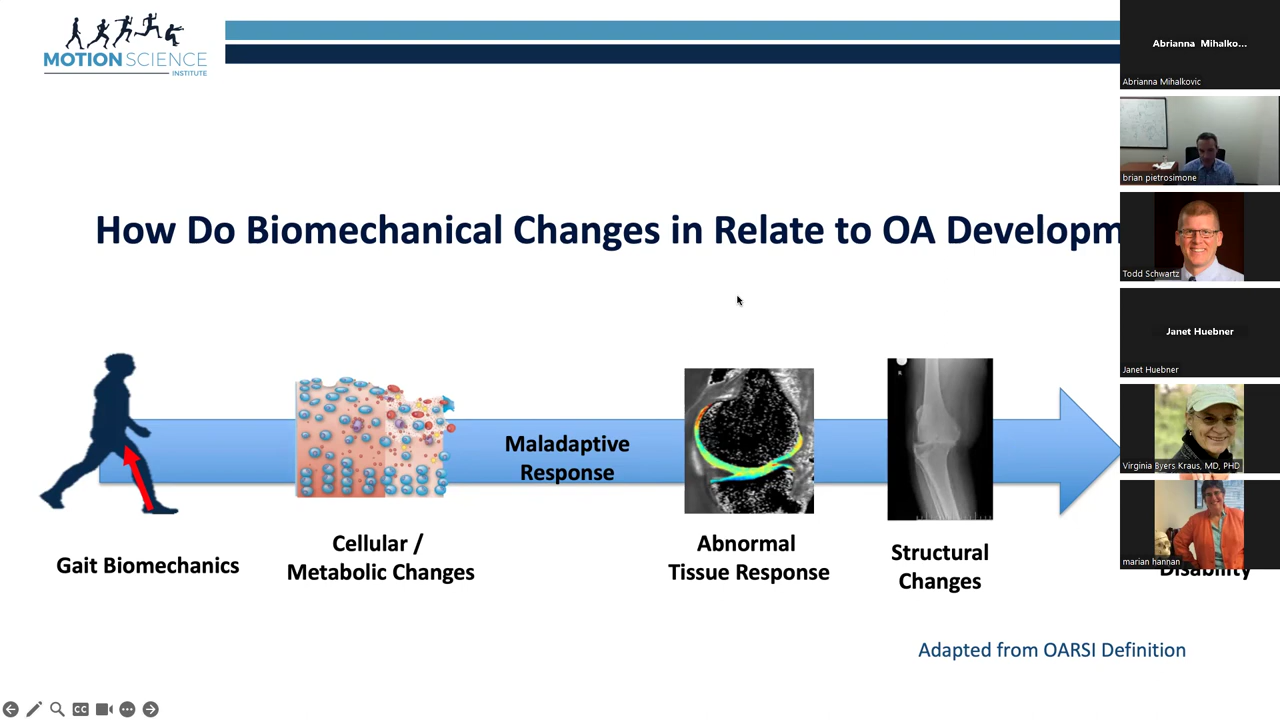 MOTION SCIENCE
INSTITUTE
How Do Biomechanical Changes in Relate to OA Developm
Maladaptive
Response
Gait Biomechanics
Cellular /
Metabolic Changes
Abnormal
Tissue Response
Structural
Changes
Disability
Adapted from OARSI Definition
R
CC
Abrianna Mihalko...
Abrianna Mihalkovic
brian pietrosimone
Todd Schwartz
Janet Huebner
Janet Huebner
Virginia Byers Kraus, MD, PHD
marian hannan